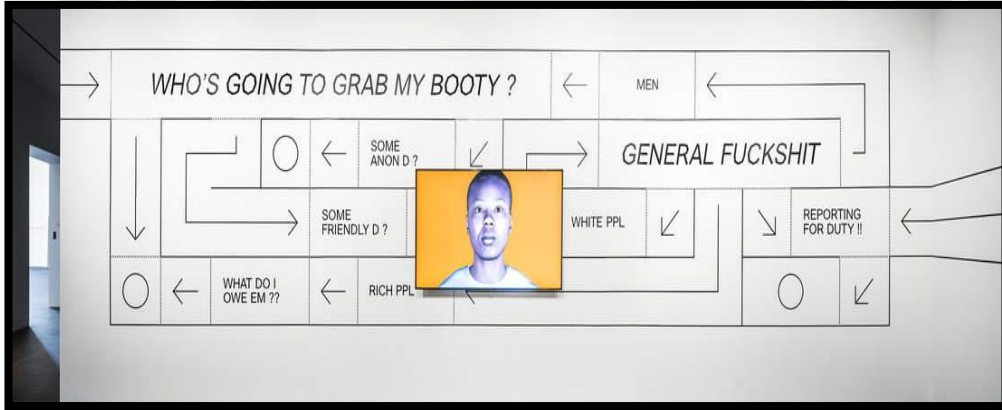 WHO'S GOING TO GRAB MY BOOTY ?
MEN
SOME
ANON D ?
GENERAL FUCKSHIT
SOME
FRIENDLY D ?
WHITE PPL
REPORTING
FOR DUTY !!
WHAT DO I
OWE EM ??
RICH PPL